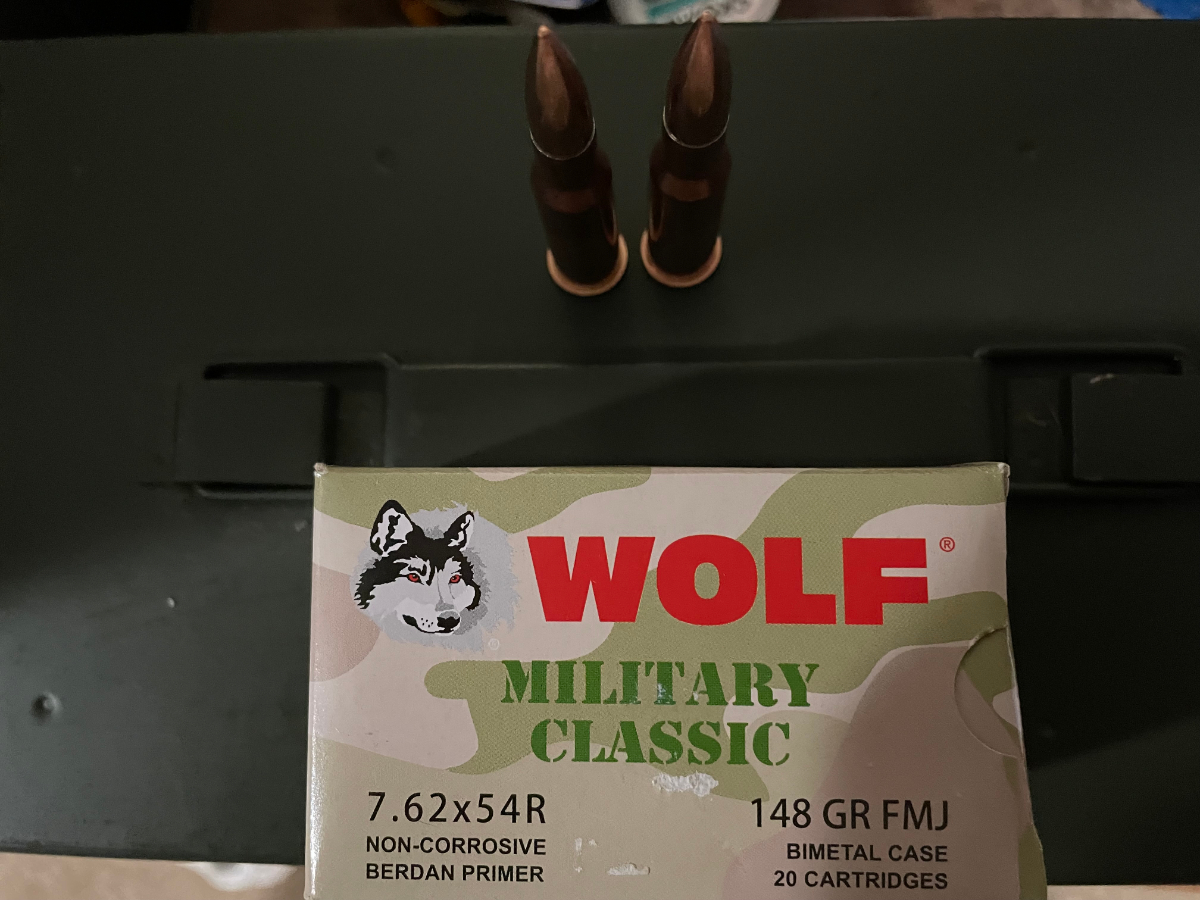 WOLF®
MILITARY
CLASSIC
7.62x54R
NON-CORROSIVE
BERDAN PRIMER
148 GR FMJ
BIMETAL CASE
20 CARTRIDGES